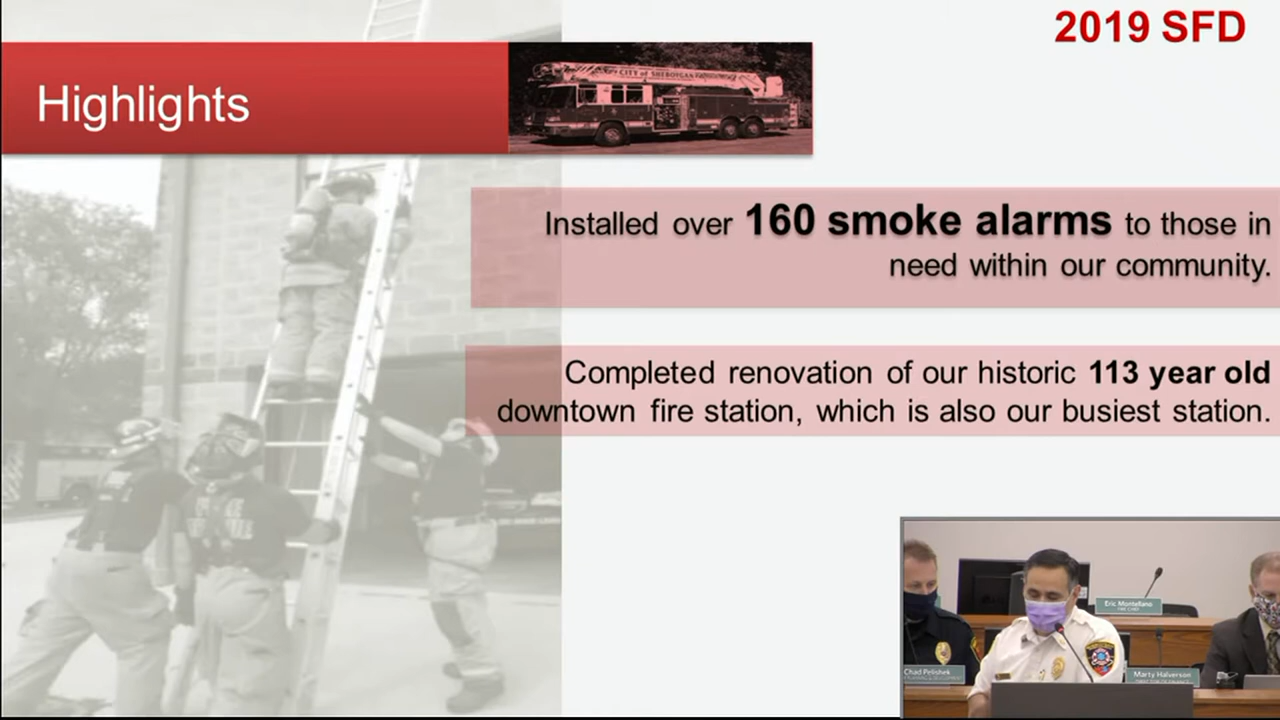 2019 SFD
Highlights
CITY of SHEBOYGAN
Installed over 160 smoke alarms to those in
need within our community.
Completed renovation of our historic 113 year old
downtown fire station, which is also our busiest station.
Eric Montellano
FIRE CHIEF
Chad Pelishek
Marty Halverson